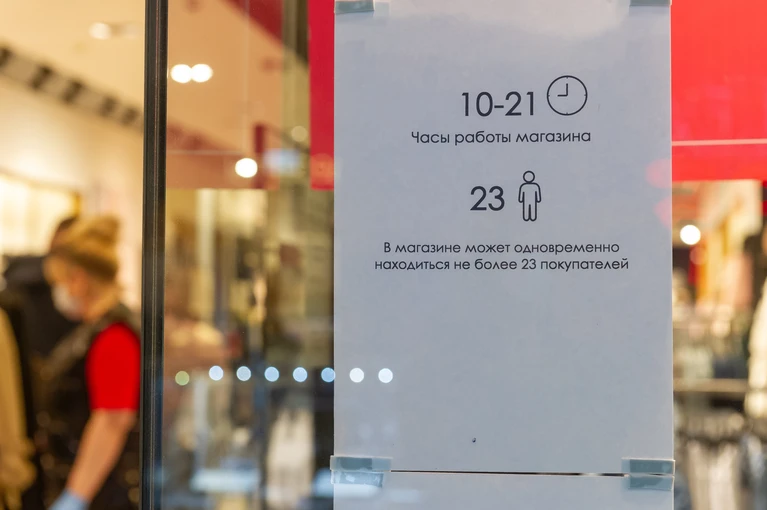 10-21
Часы работы магазина
23
В магазине может одновременно
находиться не более 23 покупателей